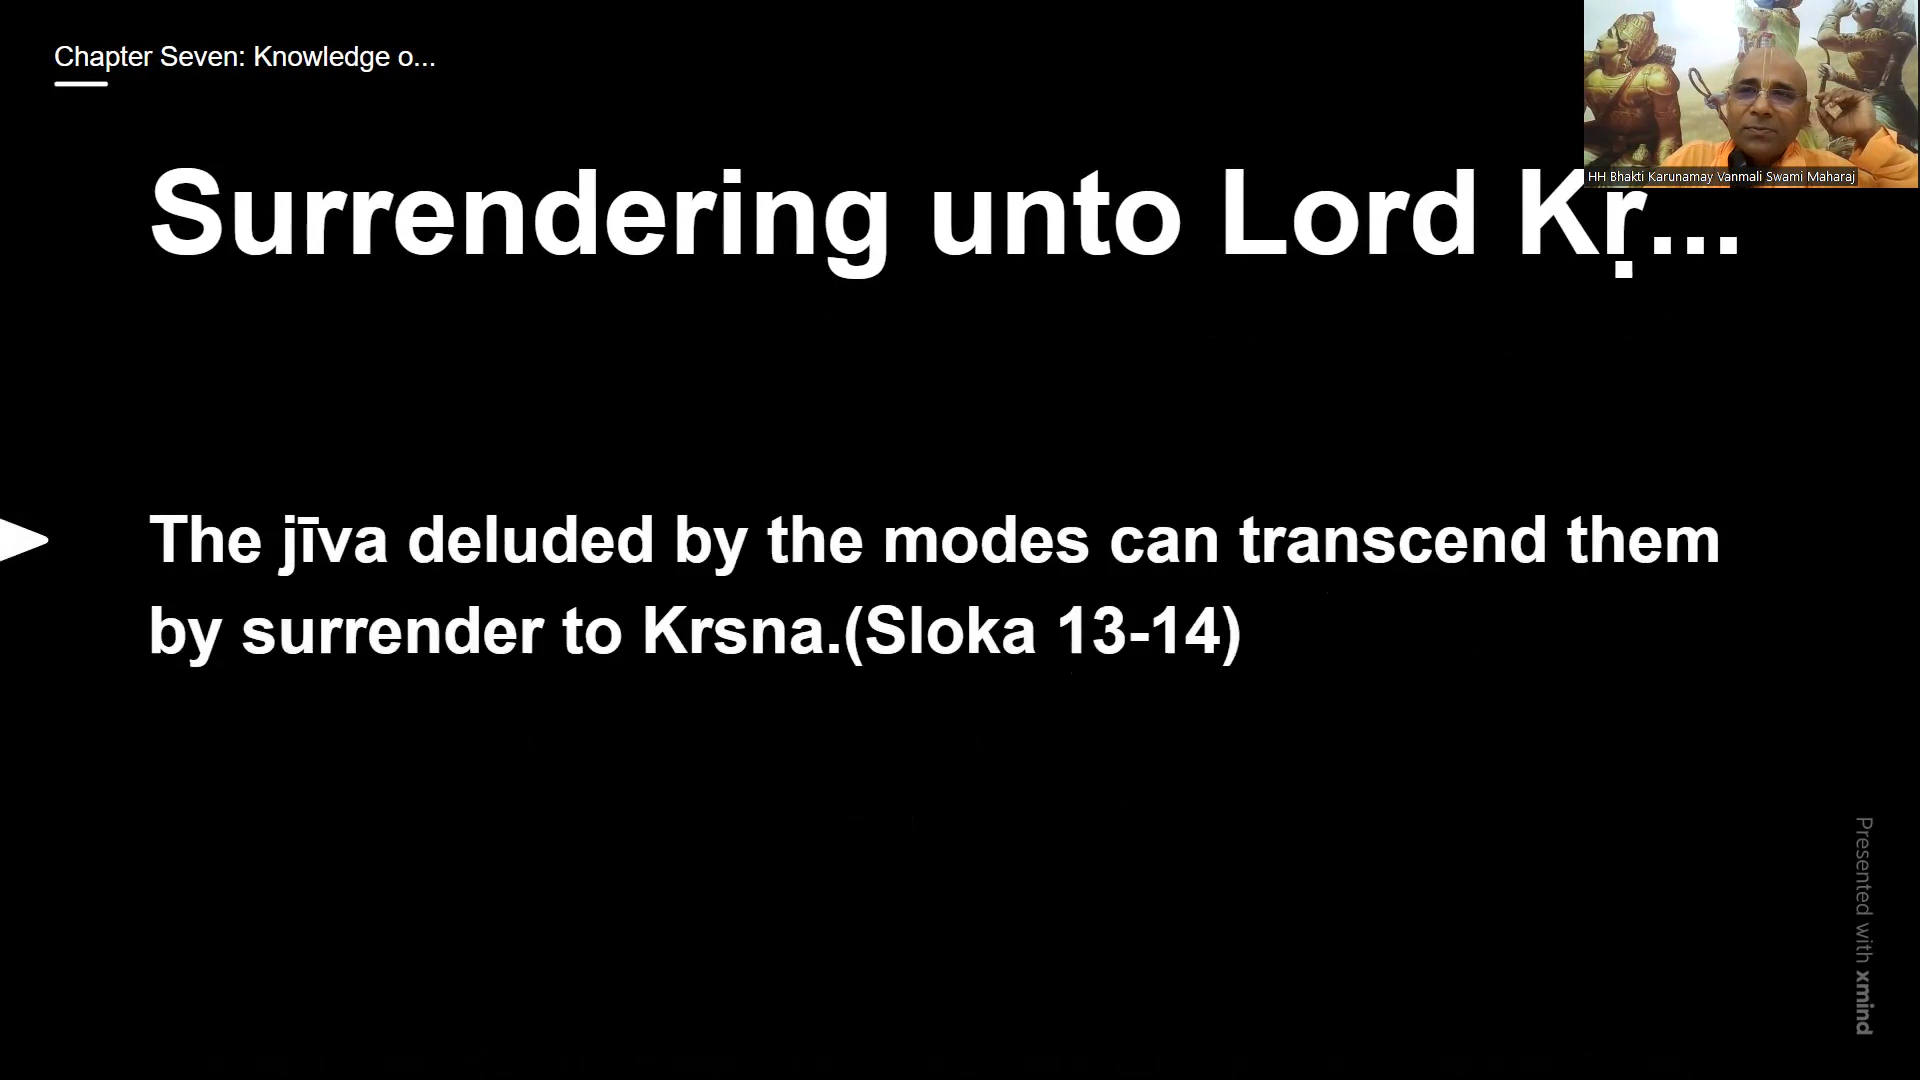 Chapter Seven: Knowledge o...
HH Bhakti Karunamay Vanmali Swami Maharaj
Surrendering unto Lord Kṛ...
The jīva deluded by the modes can transcend them
by surrender to Krsna.(Sloka 13-14)
Presented with xmind